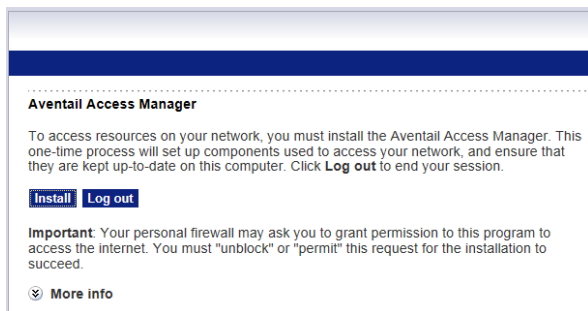 Aventail Access Manager
To access resources on your network, you must install the Aventail Access Manager. This
one-time process will set up components used to access your network, and ensure that
they are kept up-to-date on this computer. Click Log out to end your session.
Install Log out
Important: Your personal firewall may ask you to grant permission to this program to
access the internet. You must "unblock" or "permit" this request for the installation to
succeed.
More info